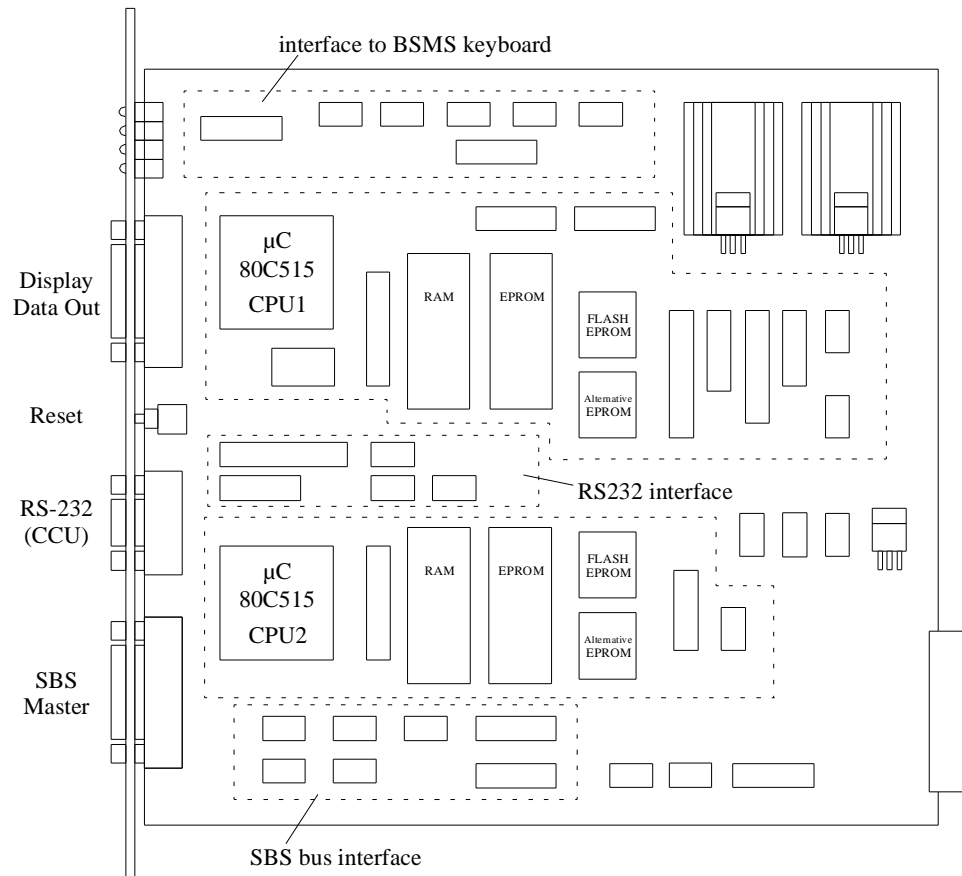 interface to BSMS keyboard
µC
80C515
CPU1
RAM
EPROM
FLASH
EPROM
Alternative
EPROM
Display
Data Out
Reset
RS232 interface
RS-232
(CCU)
µC
80C515
CPU2
RAM
EPROM
FLASH
EPROM
Alternative
EPROM
SBS
Master
SBS bus interface